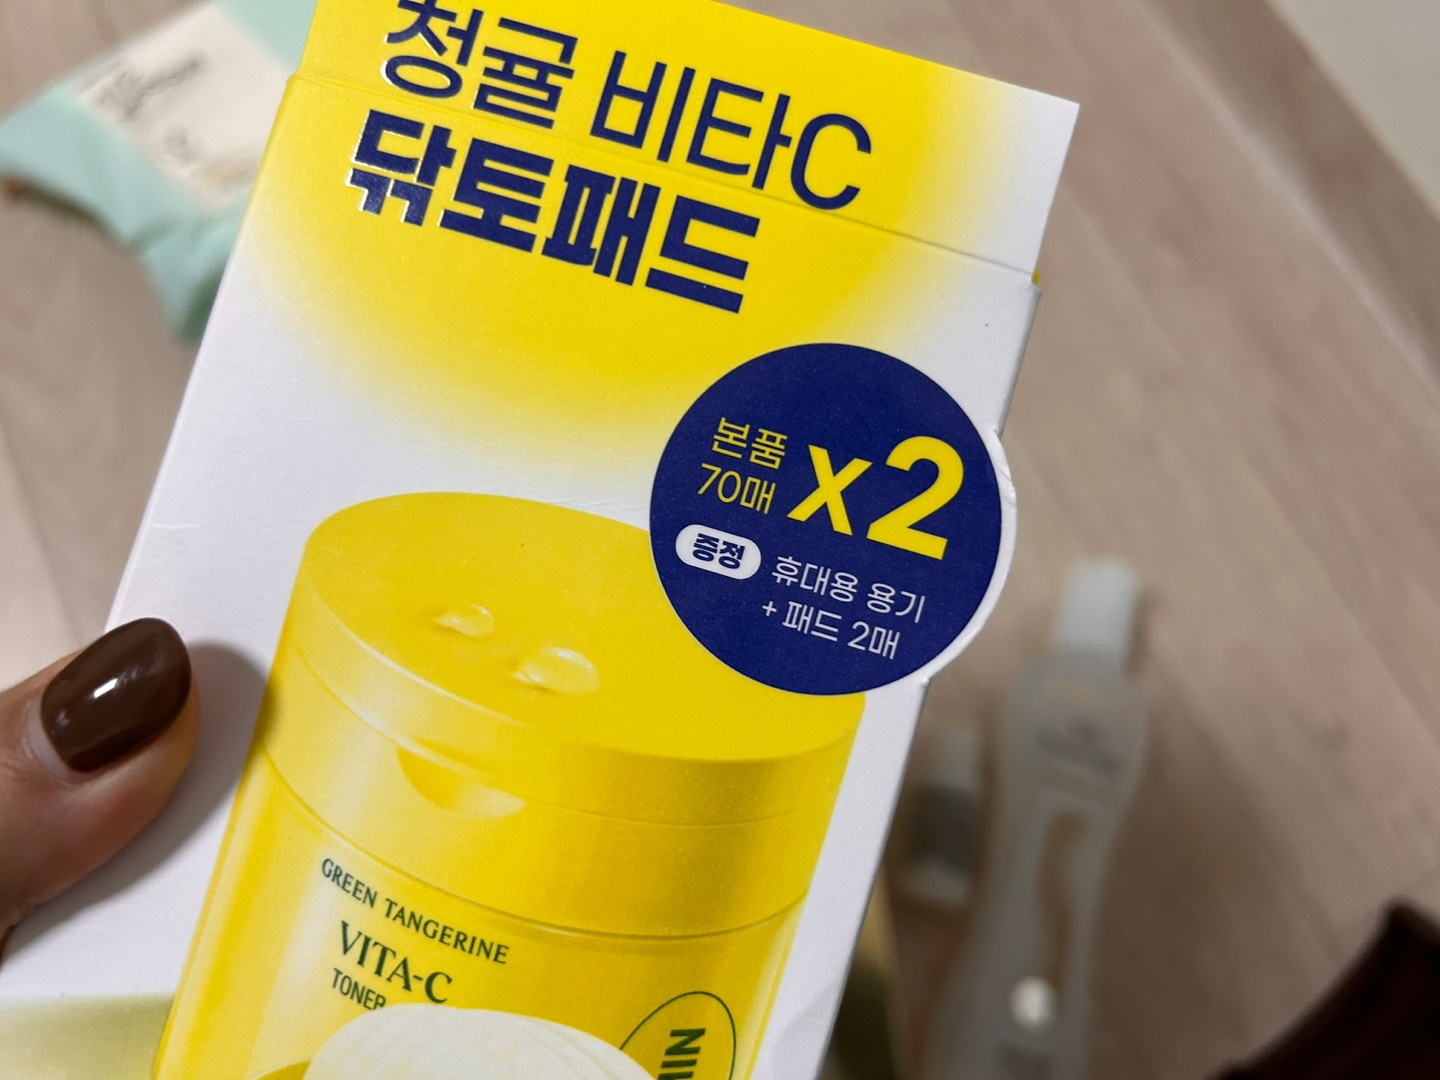 청귤 비타C
닦토패드
본품
70매
x2
증정 휴대용 용기
+ 패드 2매
GREEN TANGERINE
VITA-C
TONER